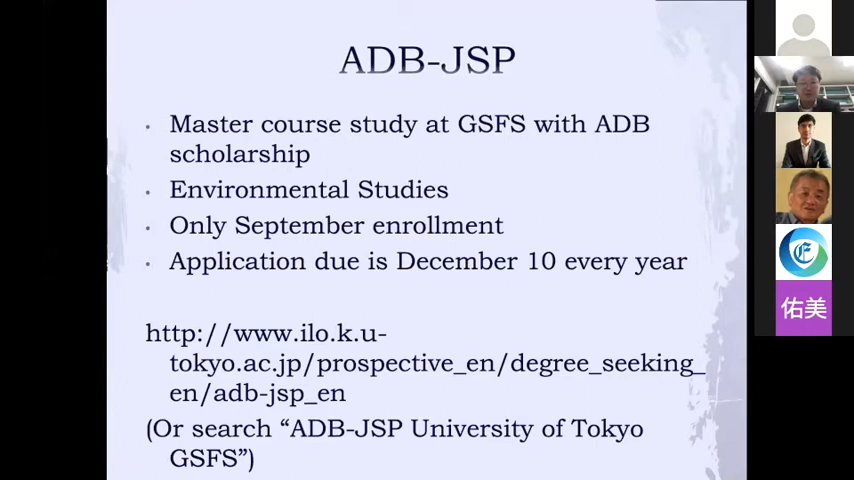 ADB-JSP
Master course study at GSFS with ADB
scholarship
Environmental Studies
Only September enrollment
Application due is December 10 every year
http://www.ilo.k.u-
tokyo.ac.jp/prospective_en/degree_seeking_
en/adb-jsp_en
(Or search “ADB-JSP University of Tokyo
GSFS”)
E
佑美